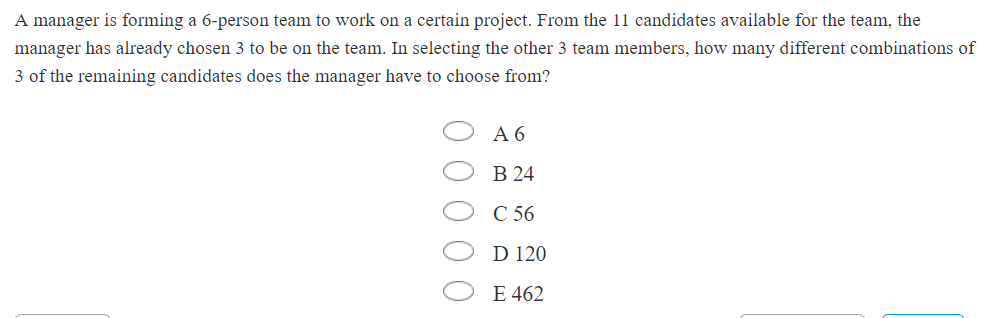 A manager is forming a 6-person team to work on a certain project. From the 11 candidates available for the team, the
manager has already chosen 3 to be on the team. In selecting the other 3 team members, how many different combinations of
3 of the remaining candidates does the manager have to choose from?
A 6
B 24
C 56
D 120
E 462